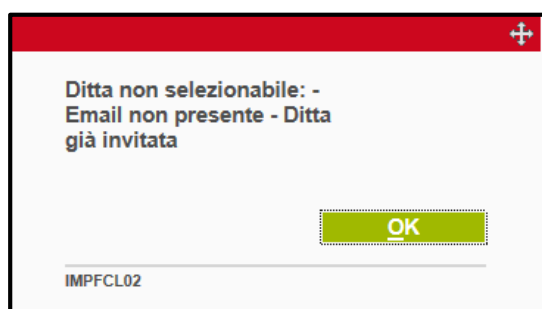 Ditta non selezionabile: -
Email non presente - Ditta
già invitata
OK
IMPFCL02